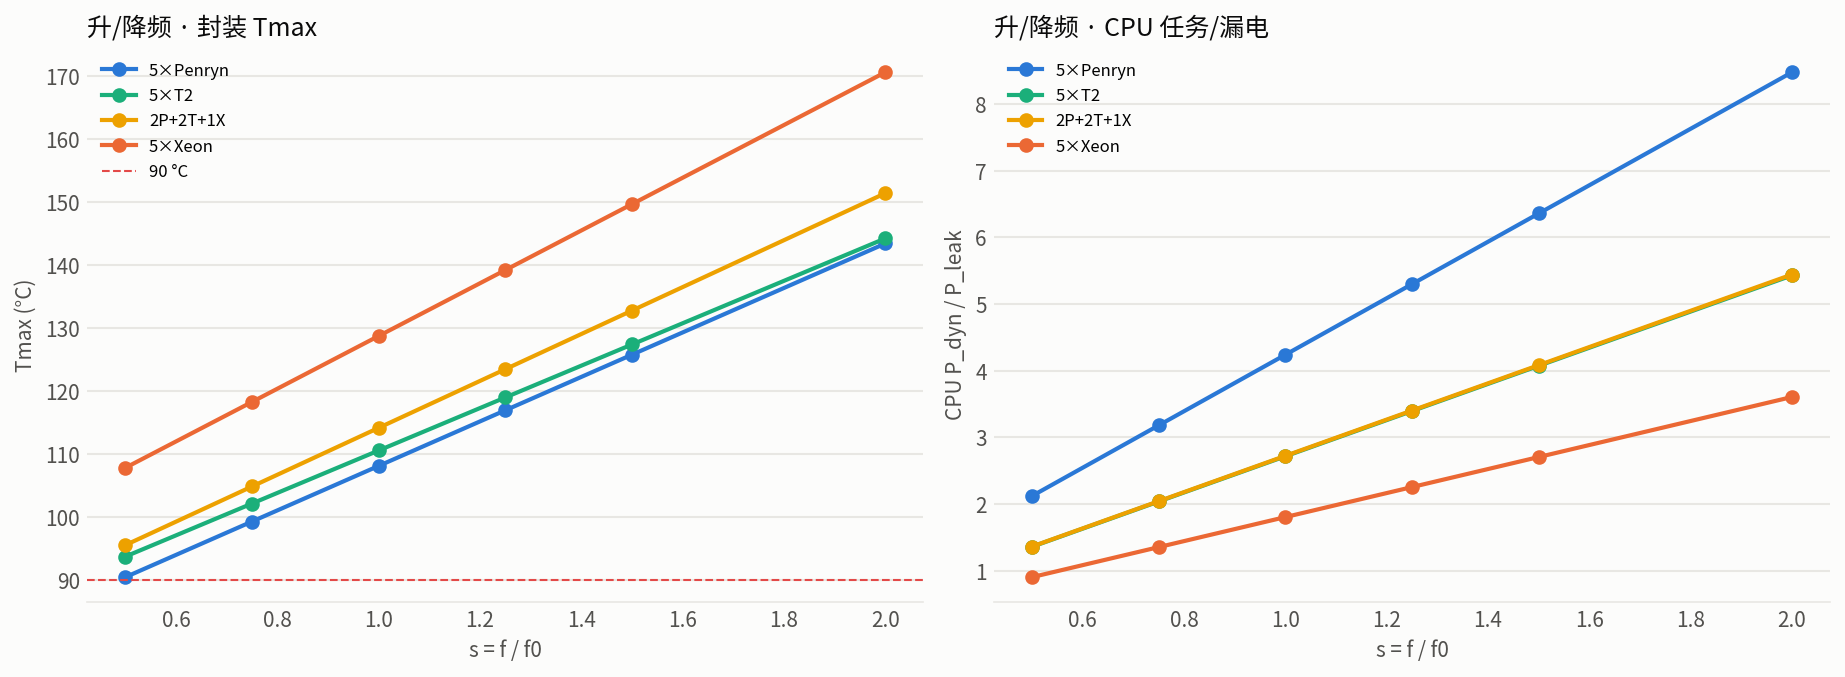 升/降频 · 封装 Tmax
5×Penryn
5×T2
2P+2T+1X
5×Xeon
90 °C
170
160
150
140
130
120
110
100
90
Tmax (°C)
0.6 0.8 1.0 1.2 1.4 1.6 1.8 2.0
s = f / f0
升/降频 · CPU 任务/漏电
5×Penryn
5×T2
2P+2T+1X
5×Xeon
8
7
6
5
4
3
2
1
CPU P_dyn / P_leak
0.6 0.8 1.0 1.2 1.4 1.6 1.8 2.0
s = f / f0